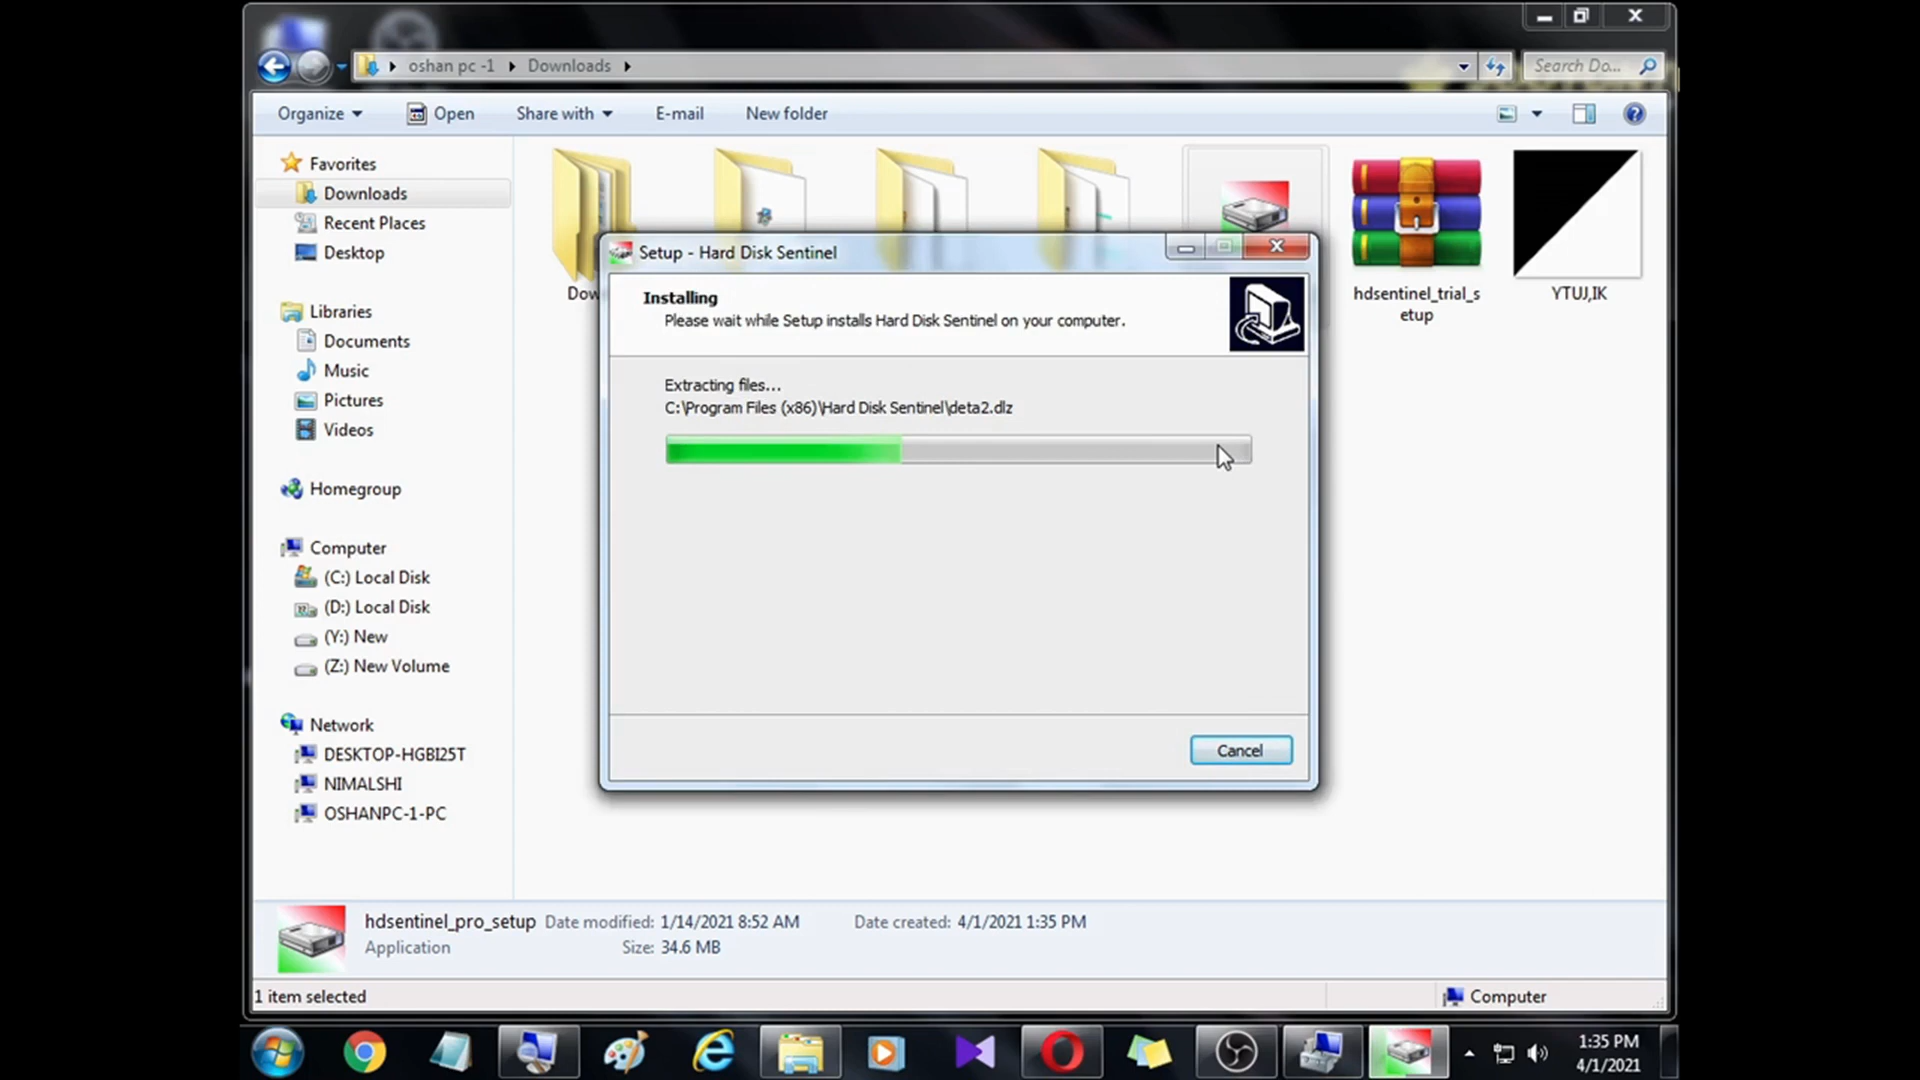 oshan pc -1 Downloads
Search Do...
Organize Open Share with E-mail New folder
Favorites
Downloads
Recent Places
Desktop
Libraries
Documents
Music
Pictures
Videos
Homegroup
Computer
(C:) Local Disk
(D:) Local Disk
(Y:) New
(Z:) New Volume
Network
DESKTOP-HGBI25T
NIMALSHI
OSHANPC-1-PC
Dow
hdsentinel_trial_s
etup
YTUJ,IK
Setup - Hard Disk Sentinel
Installing
Please wait while Setup installs Hard Disk Sentinel on your computer.
Extracting files...
C:\Program Files (x86)\Hard Disk Sentinel\deta2.dlz
Cancel
hdsentinel_pro_setup Date modified: 1/14/2021 8:52 AM Date created: 4/1/2021 1:35 PM
Application Size: 34.6 MB
1 item selected
Computer
1:35 PM
4/1/2021